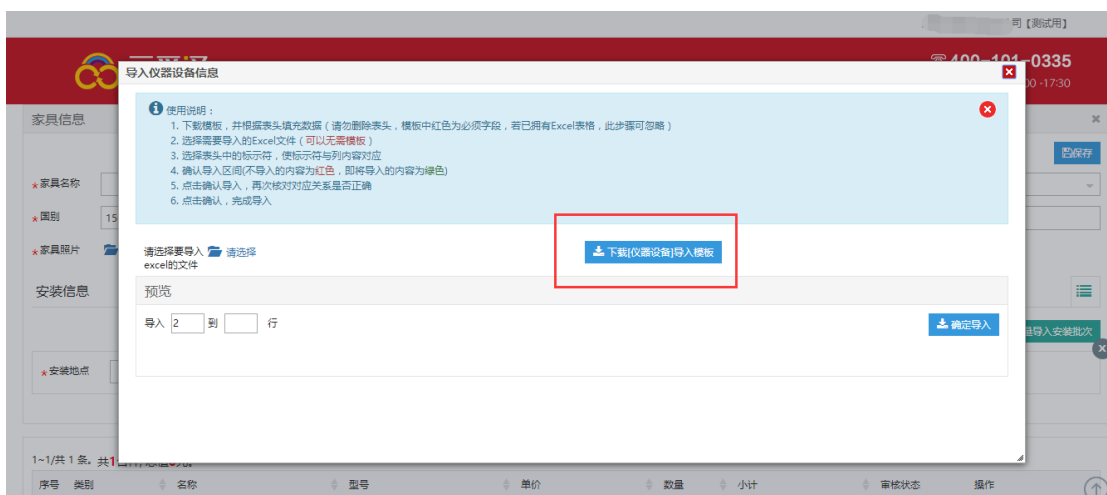 司【测试用】
400-101-0335
00 -17:30
导入仪器设备信息
使用说明：
1. 下载模板，并根据表头填充数据（请勿删除表头，模板中红色为必须字段，若已拥有Excel表格，此步骤可忽略）
2. 选择需要导入的Excel文件（可以无需模板）
3. 选择表头中的标示符，使标示符与列内容对应
4. 确认导入区间(不导入的内容为红色，即将导入的内容为绿色)
5. 点击确认导入，再次核对对应关系是否正确
6. 点击确认，完成导入
家具信息
保存
★家具名称
★国别 15
★家具照片
请选择要导入 请选择
excel的文件
下载[仪器设备]导入模板
安装信息
预览
导入 2 到 行
确定导入
量导入安装批次
★安装地点
1~1/共 1 条。共1
序号 类别 名称 型号 单价 数量 小计 审核状态 操作